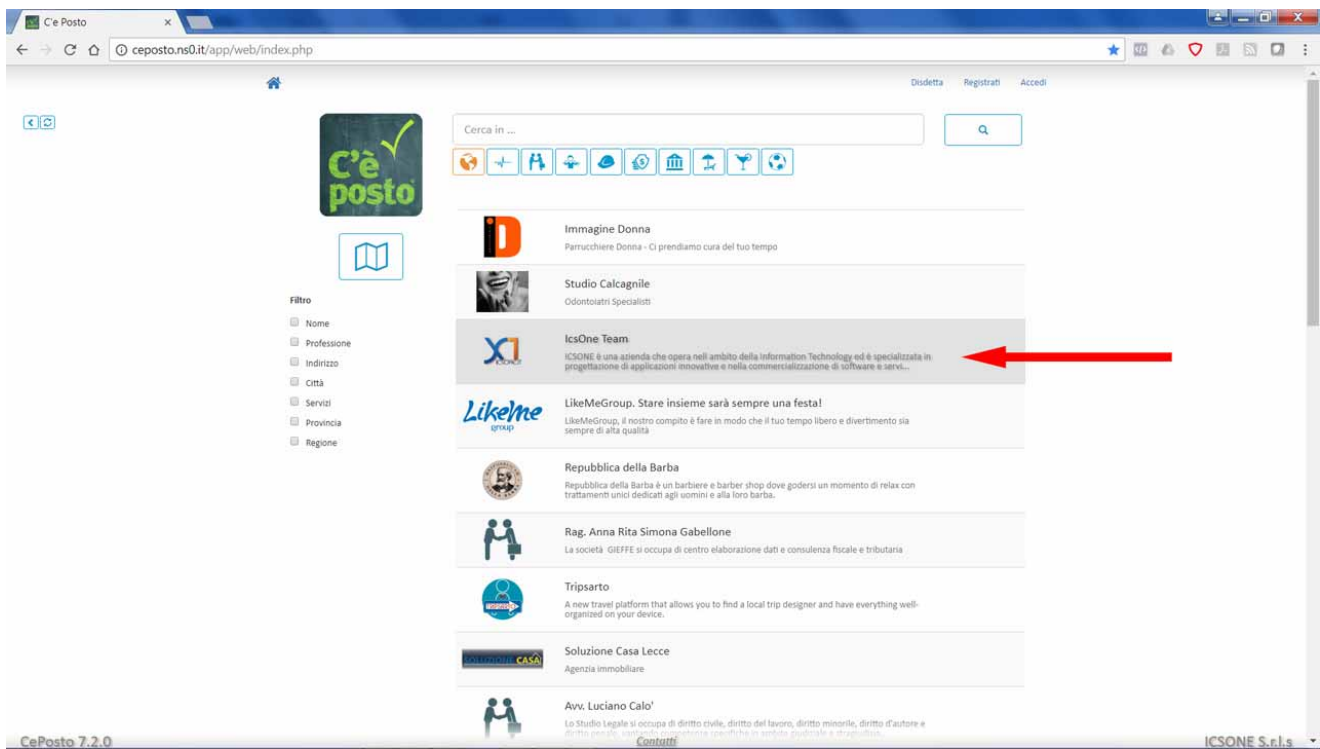 C'e Posto
ceposto.ns0.it/app/web/index.php
Disdetta Registrati Accedi
C'è
posto
Cerca in ...
Filtro
Nome
Professione
Indirizzo
Città
Servizi
Provincia
Regione
Immagine Donna
Parrucchiere Donna - Ci prendiamo cura del tuo tempo
Studio Calcagnile
Odontoiatri Specialisti
IcsOne Team
ICSONE è una azienda che opera nell ambito della Information Technology ed è specializzata in
progettazione di applicazioni innovative e nella commercializzazione di software e servi...
LikeMe
group
LikeMeGroup. Stare insieme sarà sempre una festa!
LikeMeGroup, il nostro compito è fare in modo che il tuo tempo libero e divertimento sia
sempre di alta qualità
Repubblica della Barba
Repubblica della Barba è un barbiere e barber shop dove godersi un momento di relax con
trattamenti unici dedicati agli uomini e alla loro barba.
Rag. Anna Rita Simona Gabellone
La società GIEFFE si occupa di centro elaborazione dati e consulenza fiscale e tributaria
Tripsarto
A new travel platform that allows you to find a local trip designer and have everything well-
organized on your device.
SOLUZIONE CASA
Soluzione Casa Lecce
Agenzia immobiliare
Avv. Luciano Calo'
Lo Studio Legale si occupa di diritto civile, diritto del lavoro, diritto minorile, diritto d'autore e
CePosto 7.2.0
Contatti
ICSONE S.r.l.s